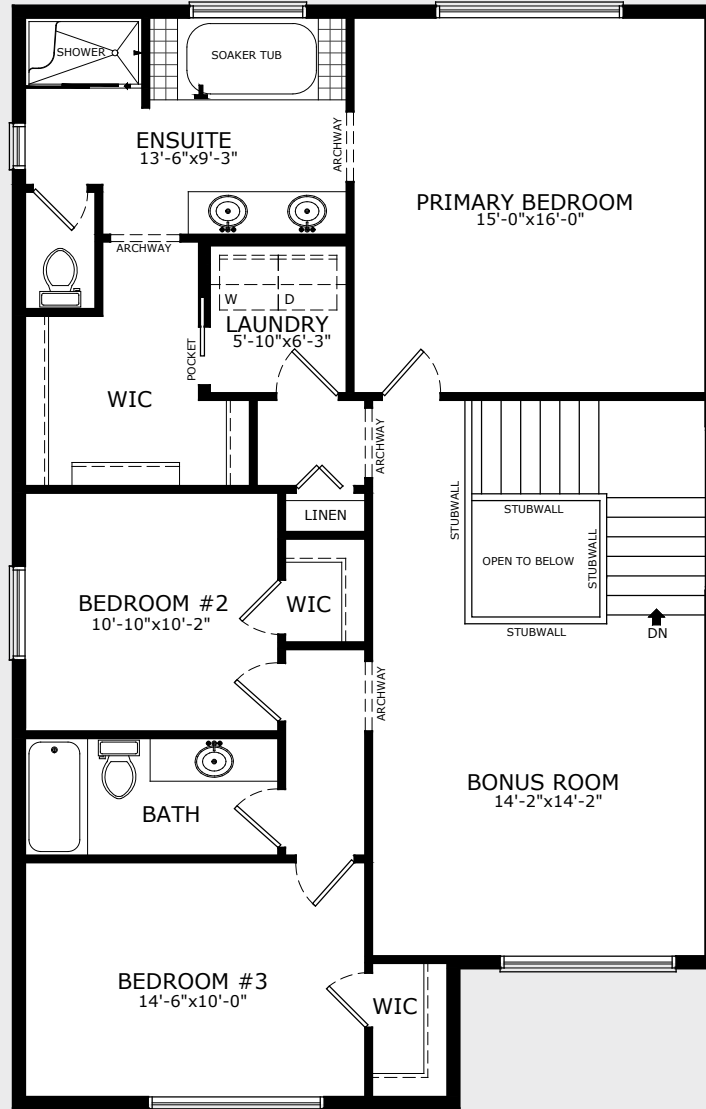 SHOWER
SOAKER TUB
ENSUITE
13'-6"x9'-3"
ARCHWAY
PRIMARY BEDROOM
15'-0"x16'-0"
ARCHWAY
W
D
LAUNDRY
5'-10"x6'-3"
POCKET
WIC
ARCHWAY
LINEN
STUBWALL
STUBWALL
OPEN TO BELOW
STUBWALL
STUBWALL
DN
BEDROOM #2
10'-10"x10'-2"
WIC
ARCHWAY
BONUS ROOM
14'-2"x14'-2"
BATH
BEDROOM #3
14'-6"x10'-0"
WIC